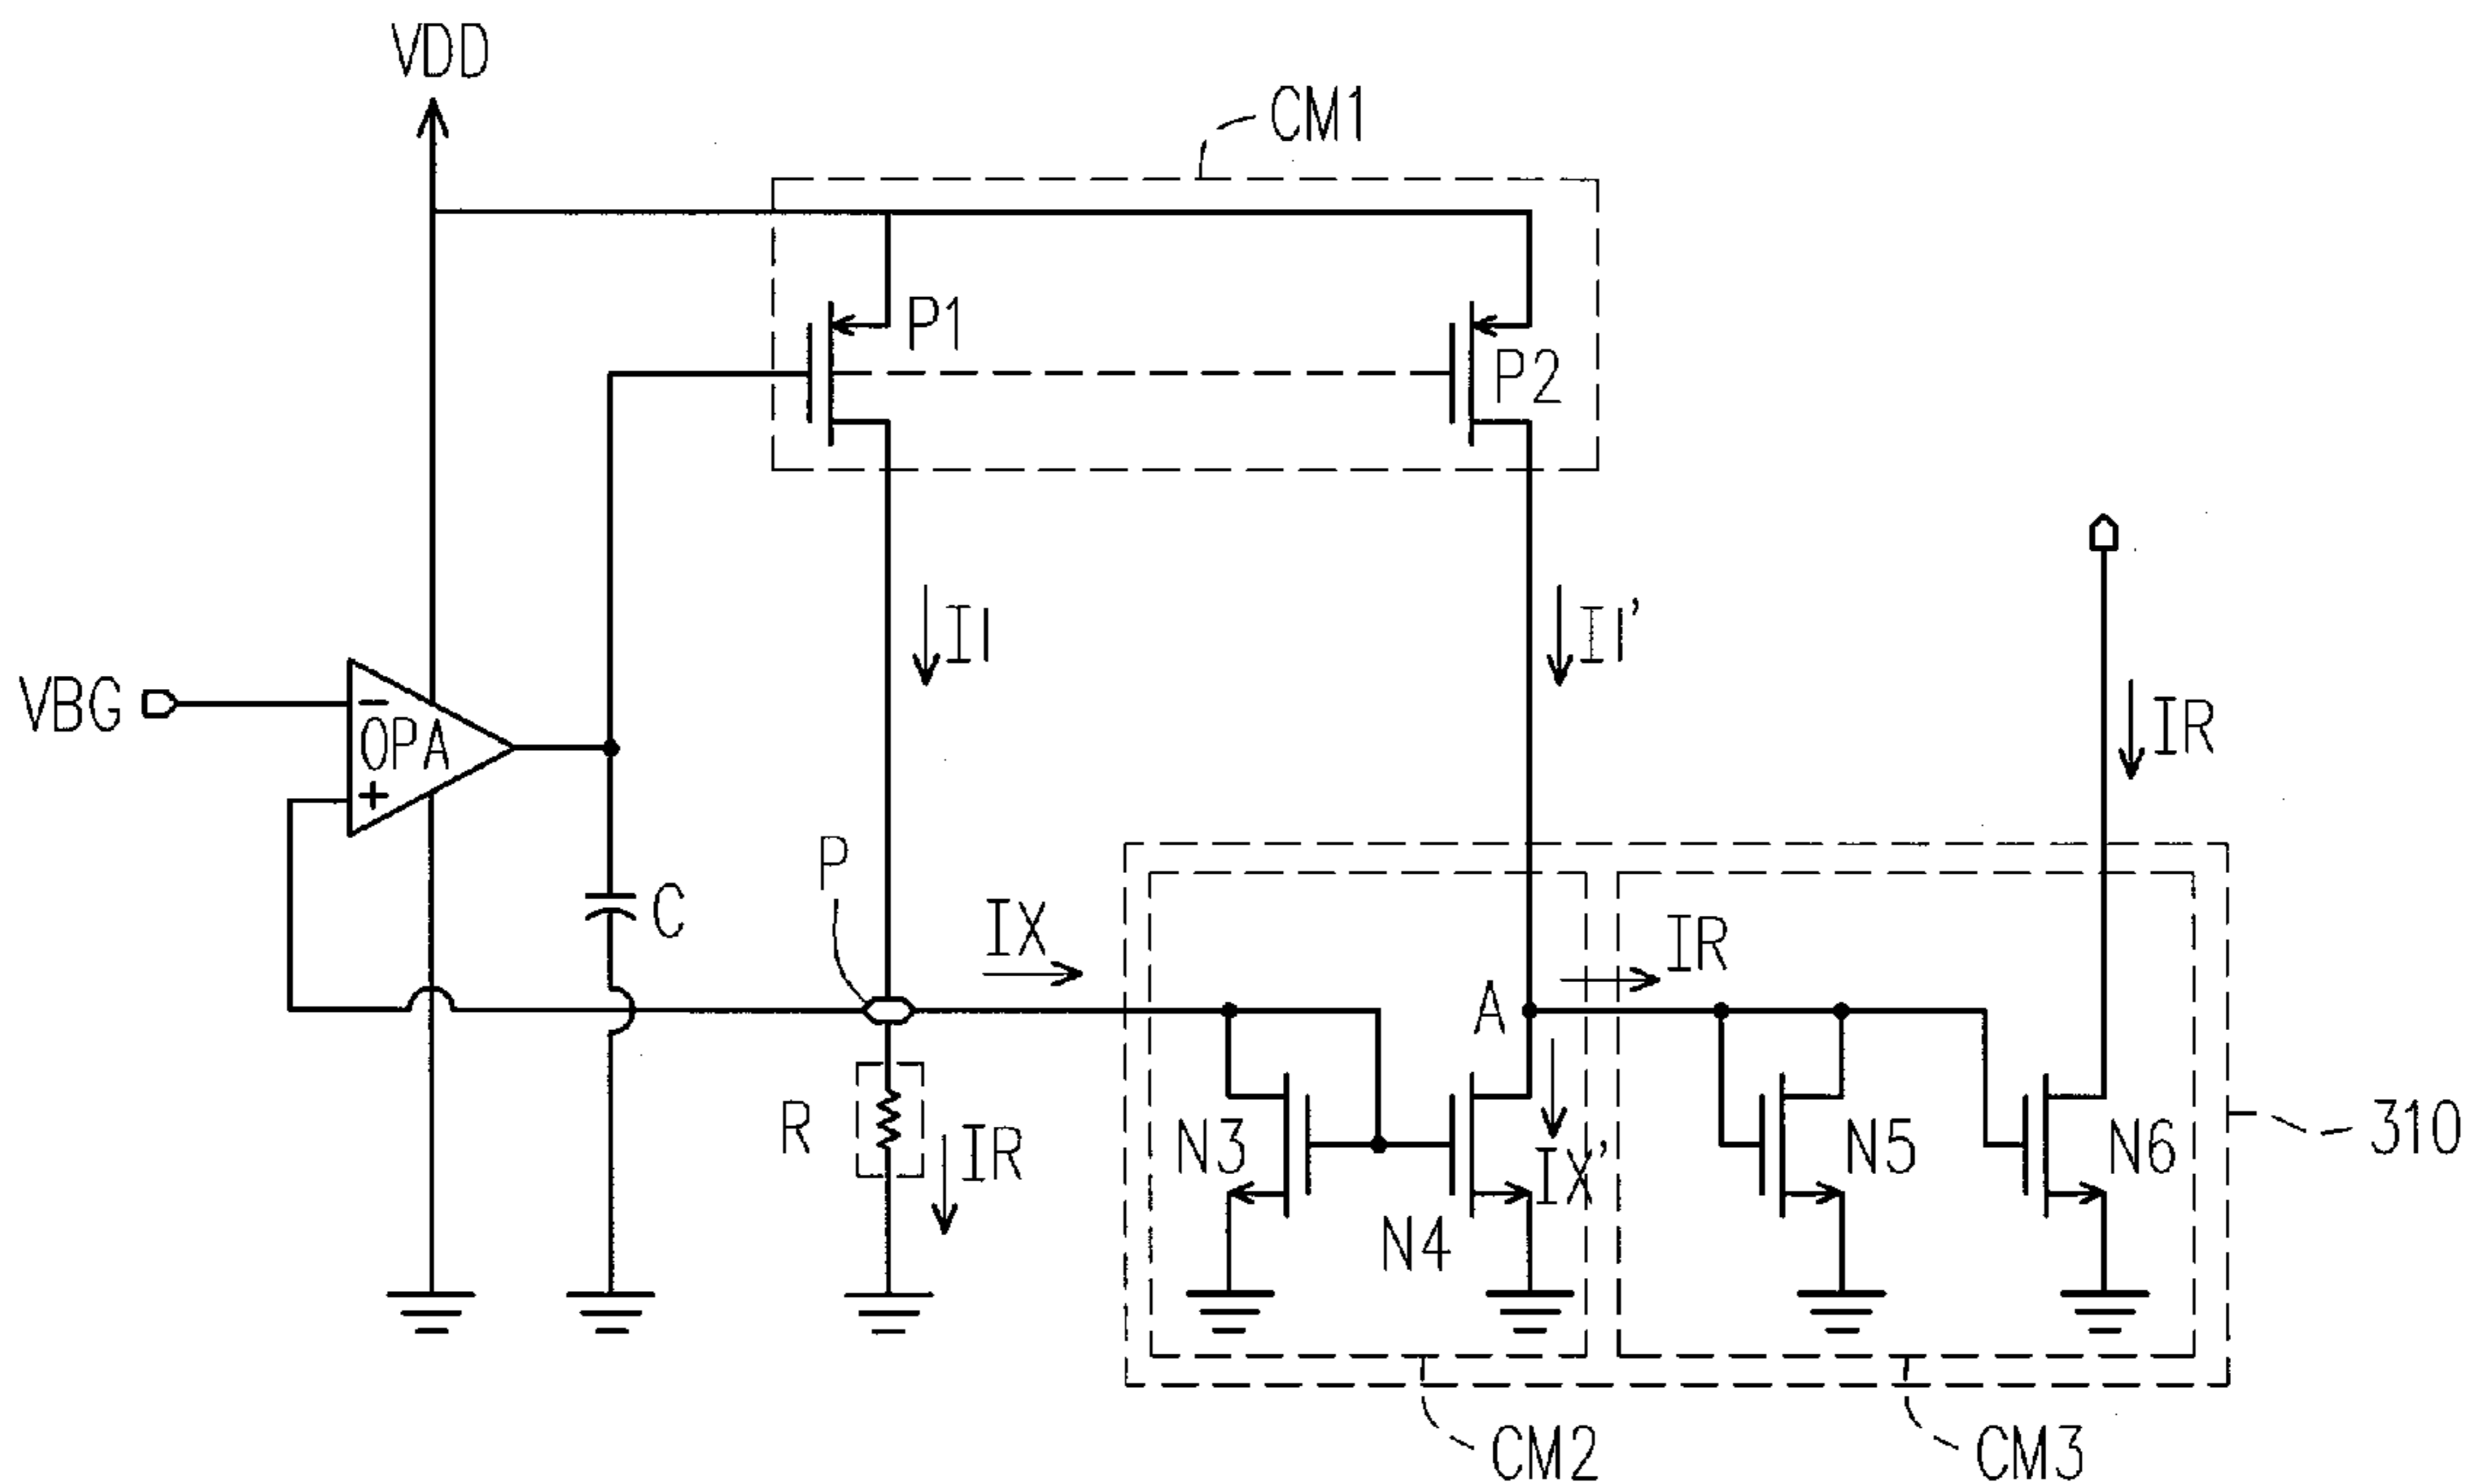 VDD
CM1
P1
P2
I1
I1'
VBG
-
OPA
+
IR
P
C
IX
IR
A
R
IR
N3
N4
IX'
N5
N6
310
CM2
CM3